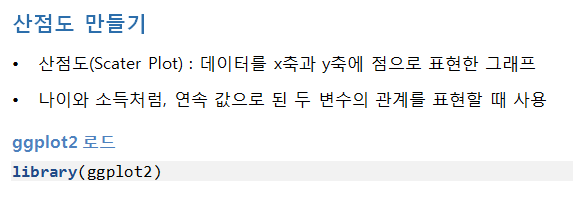 산점도 만들기
• 산점도(Scater Plot) : 데이터를 x축과 y축에 점으로 표현한 그래프
• 나이와 소득처럼, 연속 값으로 된 두 변수의 관계를 표현할 때 사용
ggplot2 로드
library(ggplot2)